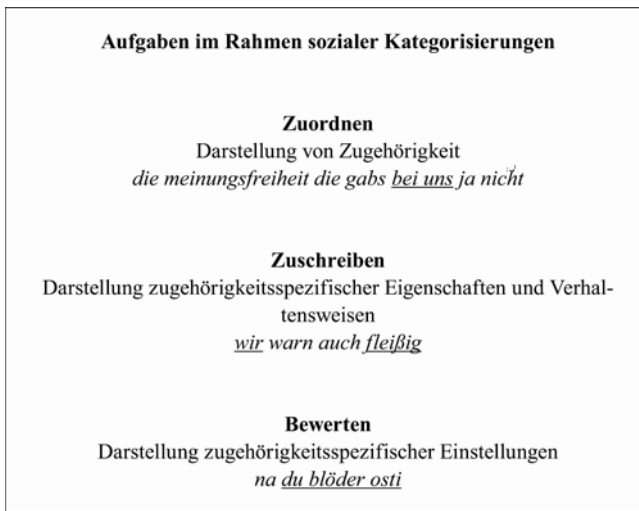 Aufgaben im Rahmen sozialer Kategorisierungen
Zuordnen
Darstellung von Zugehörigkeit
die meinungsfreiheit die gabs bei uns ja nicht
Zuschreiben
Darstellung zugehörigkeitsspezifischer Eigenschaften und Verhal-
tensweisen
wir warn auch fleißig
Bewerten
Darstellung zugehörigkeitsspezifischer Einstellungen
na du blöder osti